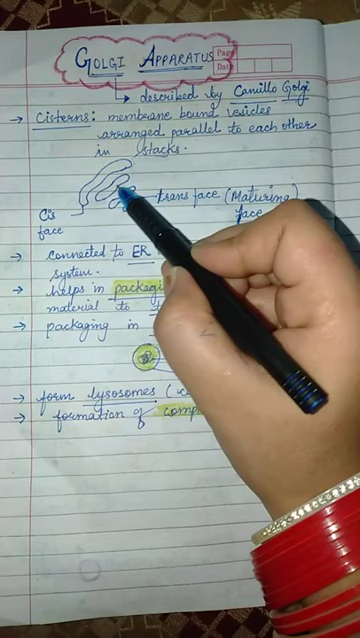 GOLGI APPARATUS
Page
Date
↳ described by Camillo Golgi
→ Cisterns: membrane bound vesicles
arranged parallel to each other
in stacks.
trans face (Maturing)
face
Cis
face
→ connected to ER
system.
→ helps in packagi
material to
→ packaging in
→ form lysosomes
→ formation of comp